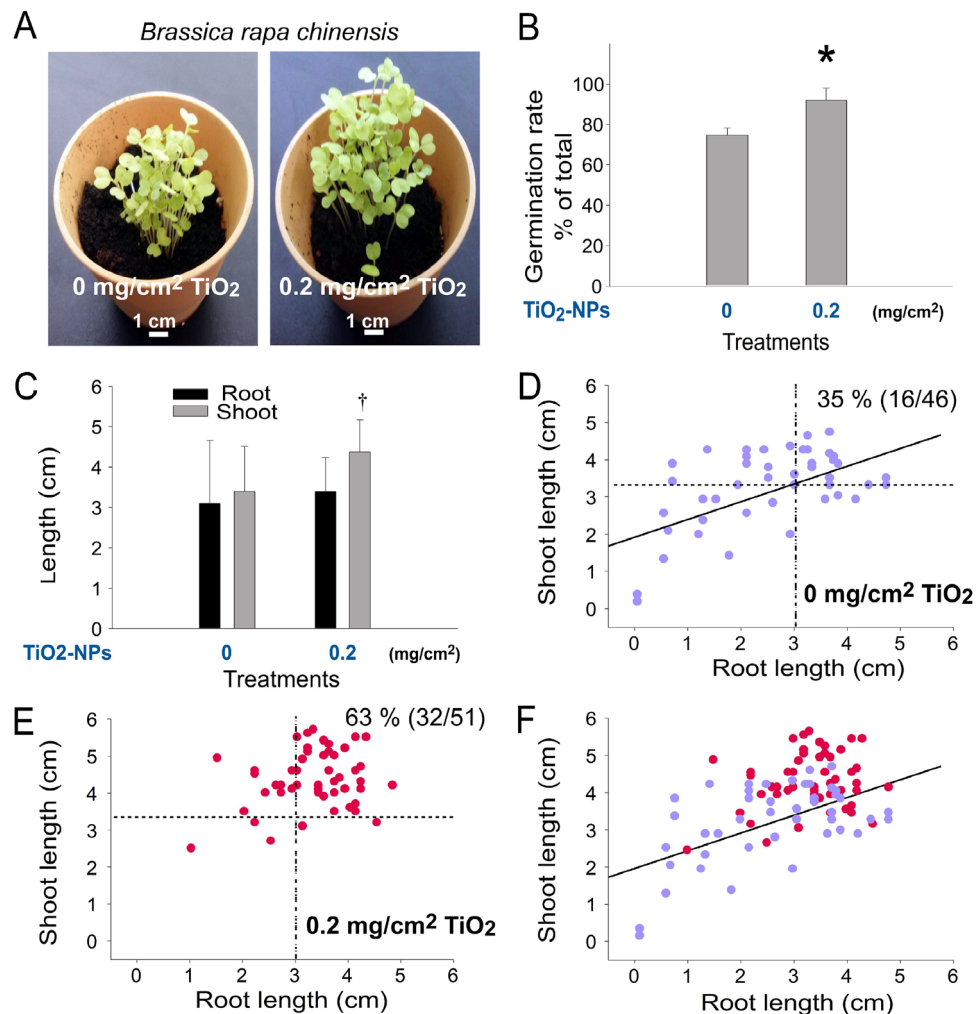 A
Brassica rapa chinensis
0 mg/cm2 TiO2
1 cm
0.2 mg/cm2 TiO2
1 cm
B
Germination rate
% of total
100
80
60
40
20
0
TiO2-NPs
0
0.2
(mg/cm2)
Treatments
*
C
Length (cm)
6
5
4
3
2
1
0
Root
Shoot
†
TiO2-NPs
0
0.2
(mg/cm2)
Treatments
D
Shoot length (cm)
6
5
4
3
2
1
0
35 % (16/46)
0 mg/cm2 TiO2
0 1 2 3 4 5 6
Root length (cm)
E
Shoot length (cm)
6
5
4
3
2
1
0
63 % (32/51)
0.2 mg/cm2 TiO2
0 1 2 3 4 5 6
Root length (cm)
F
Shoot length (cm)
6
5
4
3
2
1
0
0 1 2 3 4 5 6
Root length (cm)